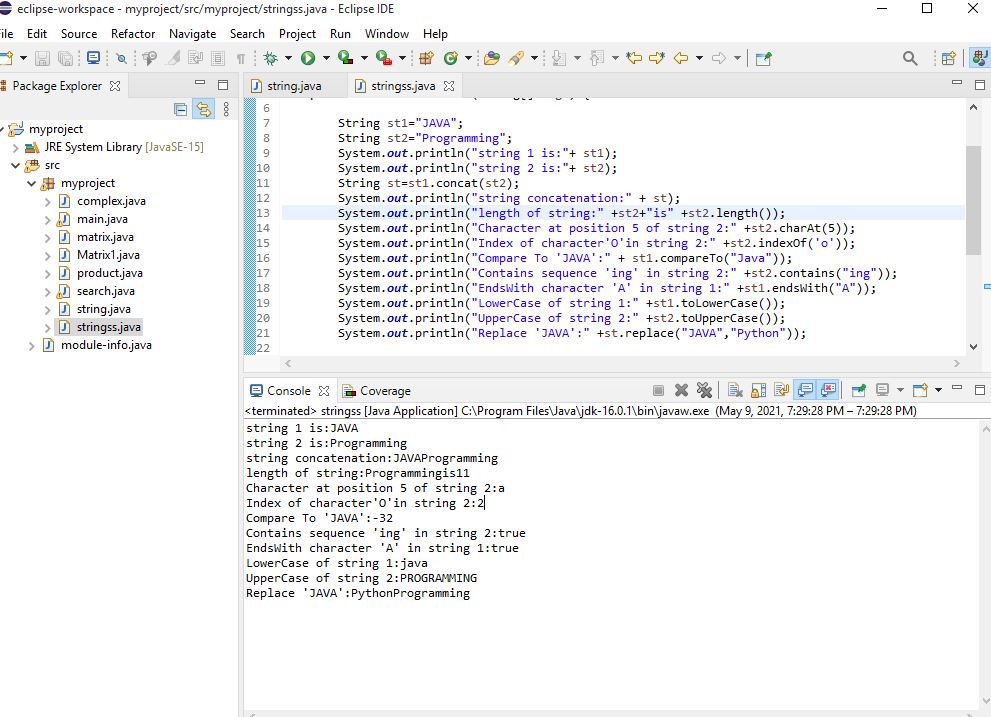 eclipse-workspace - myproject/src/myproject/stringss.java - Eclipse IDE
ile Edit Source Refactor Navigate Search Project Run Window Help
Package Explorer
string.java
stringss.java
myproject
JRE System Library [JavaSE-15]
src
myproject
complex.java
main.java
matrix.java
Matrix1.java
product.java
search.java
string.java
stringss.java
module-info.java
6
7 String st1="JAVA";
8 String st2="Programming";
9 System.out.println("string 1 is:"+ st1);
10 System.out.println("string 2 is:"+ st2);
11 String st=st1.concat(st2);
12 System.out.println("string concatenation:" + st);
13 System.out.println("length of string:" +st2+"is" +st2.length());
14 System.out.println("Character at position 5 of string 2:" +st2.charAt(5));
15 System.out.println("Index of character'O'in string 2:" +st2.indexOf('o'));
16 System.out.println("Compare To 'JAVA':" + st1.compareTo("Java"));
17 System.out.println("Contains sequence 'ing' in string 2:" +st2.contains("ing"));
18 System.out.println("EndsWith character 'A' in string 1:" +st1.endsWith("A"));
19 System.out.println("LowerCase of string 1:" +st1.toLowerCase());
20 System.out.println("UpperCase of string 2:" +st2.toUpperCase());
21 System.out.println("Replace 'JAVA':" +st.replace("JAVA","Python"));
22
Console
Coverage
<terminated> stringss [Java Application] C:\Program Files\Java\jdk-16.0.1\bin\javaw.exe (May 9, 2021, 7:29:28 PM – 7:29:28 PM)
string 1 is:JAVA
string 2 is:Programming
string concatenation:JAVAProgramming
length of string:Programmingis11
Character at position 5 of string 2:a
Index of character'O'in string 2:2
Compare To 'JAVA':-32
Contains sequence 'ing' in string 2:true
EndsWith character 'A' in string 1:true
LowerCase of string 1:java
UpperCase of string 2:PROGRAMMING
Replace 'JAVA':PythonProgramming